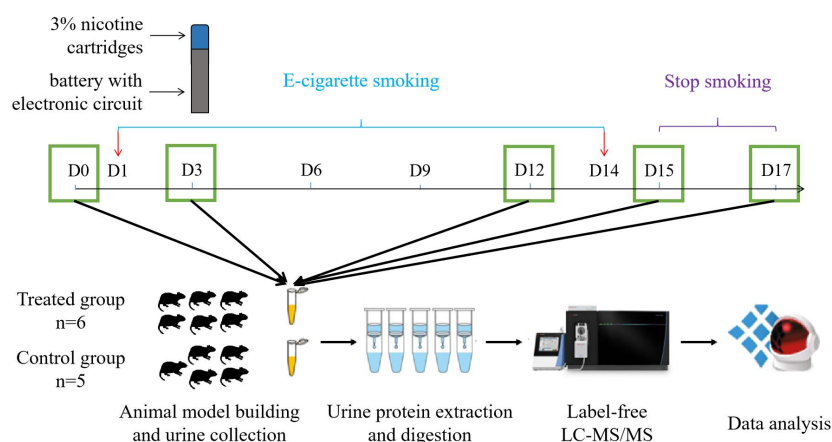 3% nicotine
cartridges
battery with
electronic circuit
E-cigarette smoking
Stop smoking
D0 D1 D3 D6 D9 D12 D14 D15 D17
Treated group
n=6
Control group
n=5
Animal model building
and urine collection
Urine protein extraction
and digestion
Label-free
LC-MS/MS
Data analysis